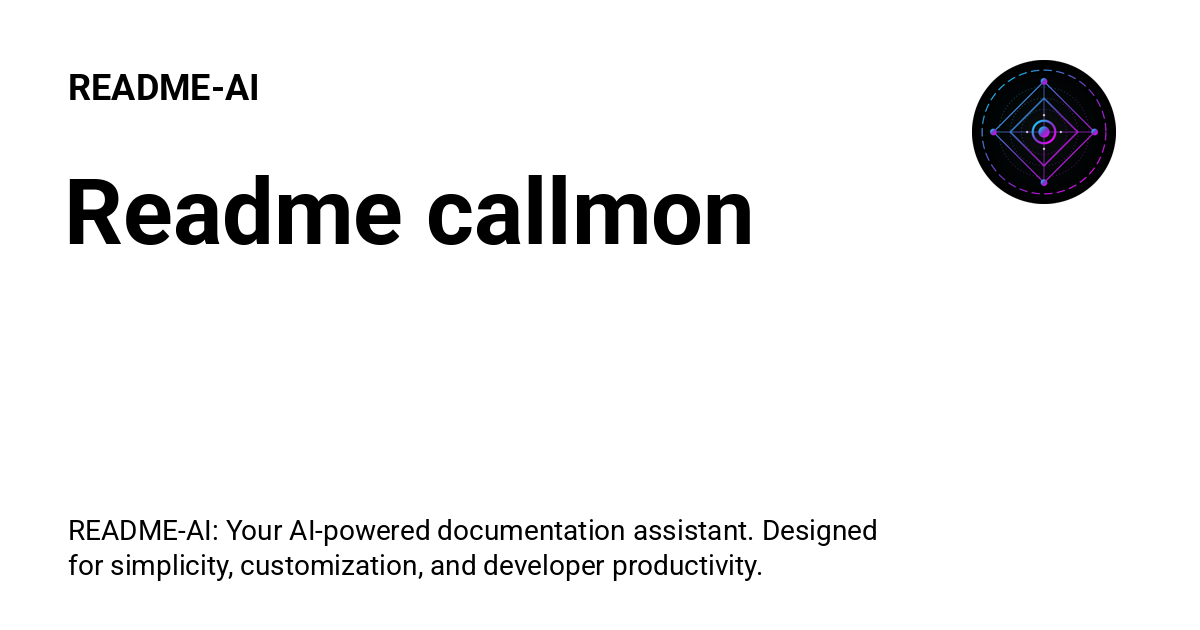 README-AI
Readme callmon
README-AI: Your AI-powered documentation assistant. Designed
for simplicity, customization, and developer productivity.